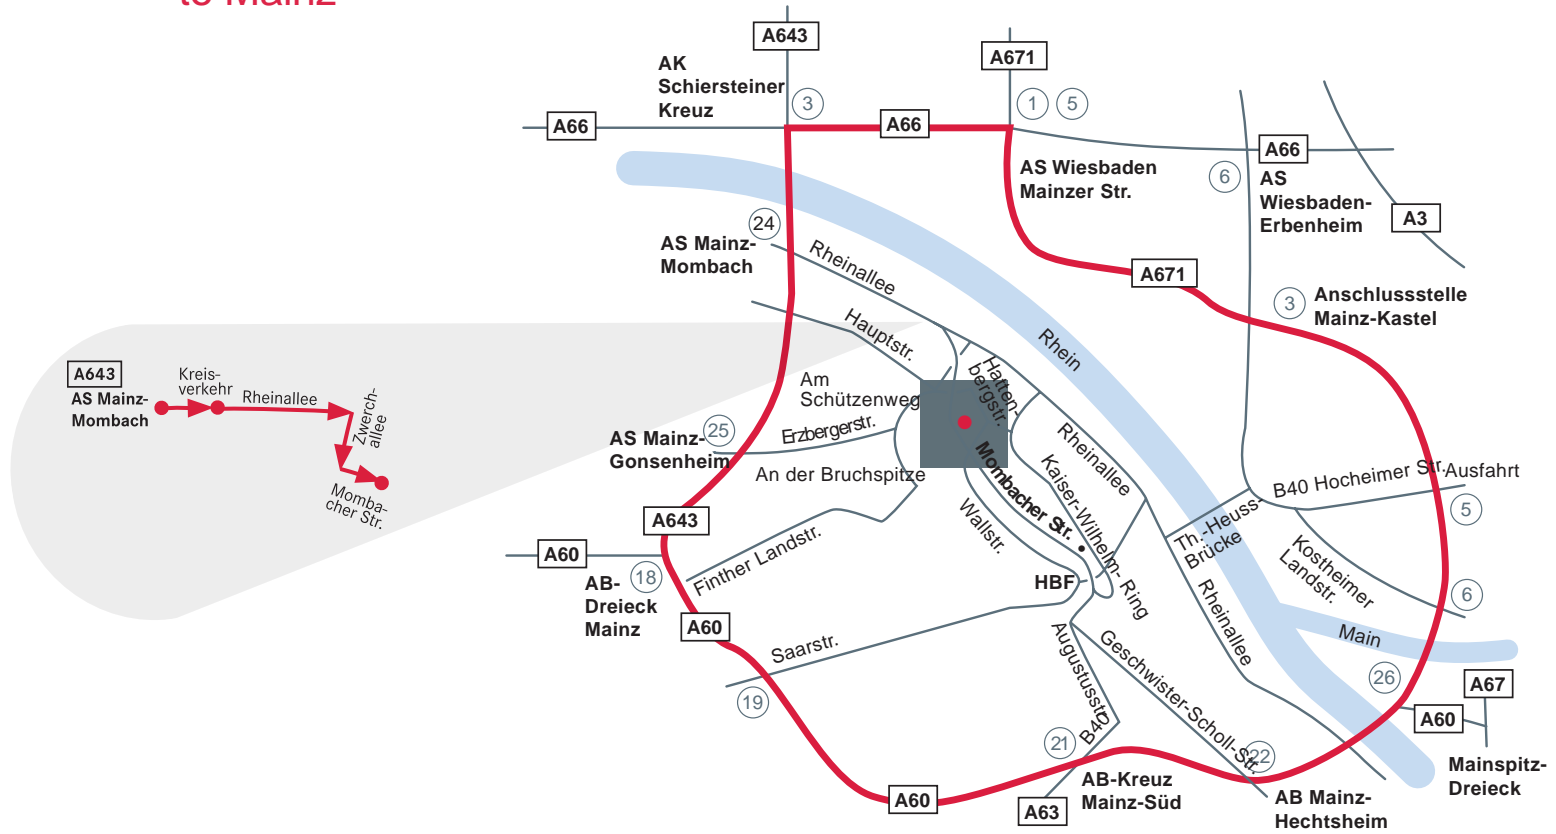 to Mainz
A643
A671
AK
Schiersteiner
Kreuz
3
1
5
A66
A66
A66
AS Wiesbaden
Mainzer Str.
6
AS
Wiesbaden-
Erbenheim
A3
24
AS Mainz-
Mombach
Rheinallee
A671
3
Anschlussstelle
Mainz-Kastel
Hauptstr.
Rhein
A643
AS Mainz-
Mombach
Kreis-
verkehr
Rheinallee
Zwerch-
allee
Momba-
cher Str.
Am
Schützenweg
Hatten-
bergstr.
25
AS Mainz-
Gonsenheim
Erzbergerstr.
An der Bruchspitze
Mombacher Str.
Rheinallee
Kaiser-Wilhelm-Ring
Wallstr.
B40 Hocheimer Str.
Ausfahrt
5
Th.-Heuss-
Brücke
Kostheimer
Landstr.
A643
A60
18
AB-
Dreieck
Mainz
Finther Landstr.
HBF
6
A60
Saarstr.
Rheinallee
Main
Augustusstr.
B40
Geschwister-Scholl-Str.
19
26
A67
A60
21
22
Mainspitz-
Dreieck
A60
A63
AB-Kreuz
Mainz-Süd
AB Mainz-
Hechtsheim